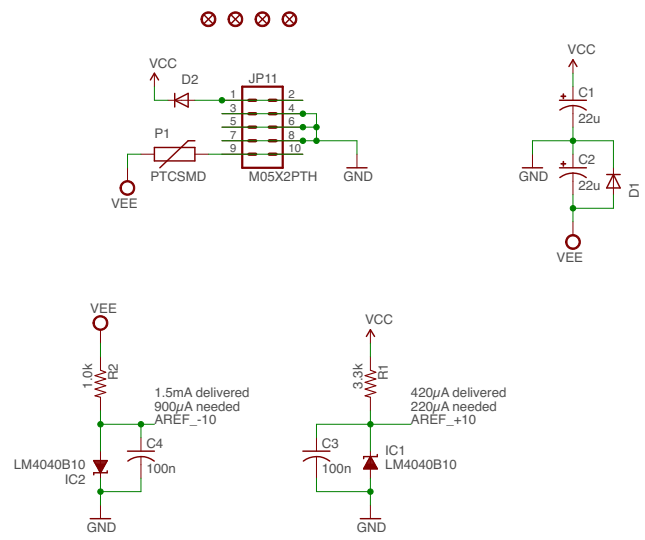 VCC
D2
JP11
1 2
3 4
5 6
7 8
9 10
M05X2PTH
P1
PTCSMD
VEE
GND
VCC
C1
22u
GND
C2
22u
D1
VEE
VEE
1.0k
R2
1.5mA delivered
900µA needed
AREF_-10
C4
100n
LM4040B10
IC2
GND
VCC
3.3k
R1
420µA delivered
220µA needed
AREF_+10
C3
100n
IC1
LM4040B10
GND